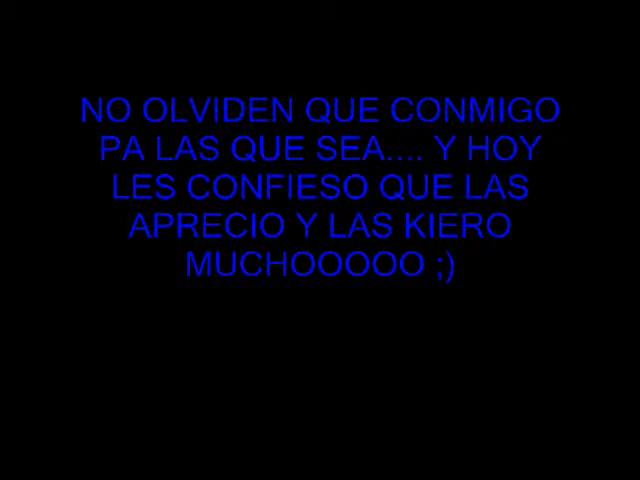 NO OLVIDEN QUE CONMIGO
PA LAS QUE SEA.... Y HOY
LES CONFIESO QUE LAS
APRECIO Y LAS KIERO
MUCHOOOOO ;)